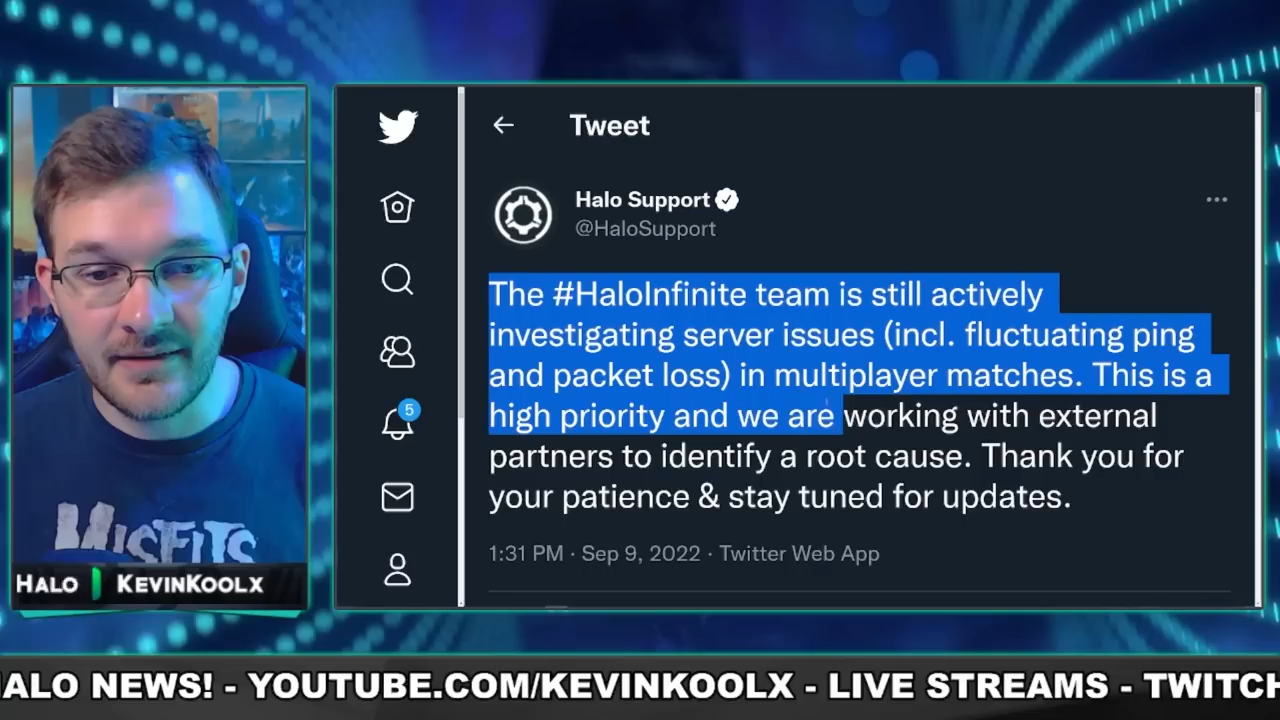 Tweet
Halo Support
@HaloSupport
The #HaloInfinite team is still actively
investigating server issues (incl. fluctuating ping
and packet loss) in multiplayer matches. This is a
high priority and we are working with external
partners to identify a root cause. Thank you for
your patience & stay tuned for updates.
1:31 PM · Sep 9, 2022 · Twitter Web App
5
MISFITS
HALO KEVINKOOLX
HALO NEWS! - YOUTUBE.COM/KEVINKOOLX - LIVE STREAMS - TWITCH